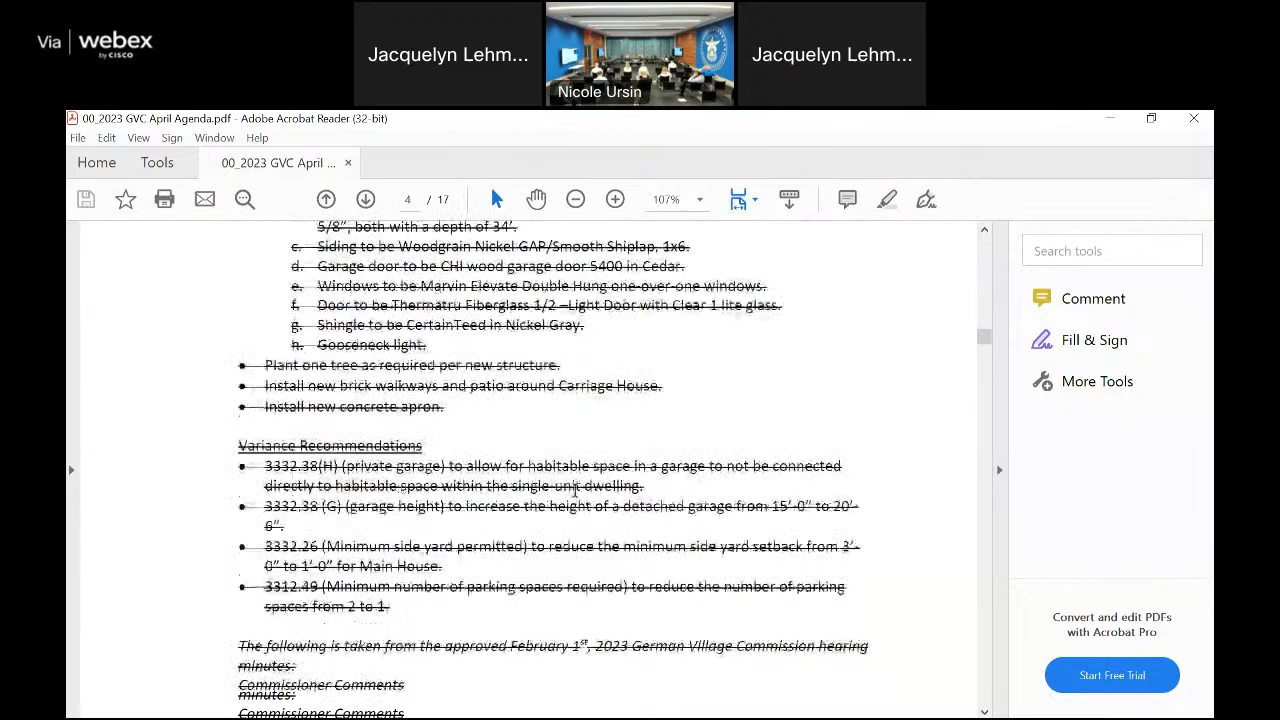 Via webex
by CISCO
Jacquelyn Lehm...
Nicole Ursin
Jacquelyn Lehm...
00_2023 GVC April Agenda.pdf - Adobe Acrobat Reader (32-bit)
File Edit View Sign Window Help
Home Tools 00_2023 GVC April ... ×
4 / 17 107%
5/8", both with a depth of 34'.
c. Siding to be Woodgrain Nickel GAP/Smooth Shiplap, 1x6.
d. Garage door to be CHI wood garage door 5400 in Cedar.
e. Windows to be Marvin Elevate Double Hung one-over-one windows.
f. Door to be Thermatru Fiberglass 1/2 –Light Door with Clear 1 lite glass.
g. Shingle to be CertainTeed in Nickel Gray.
h. Gooseneck light.
• Plant one tree as required per new structure.
• Install new brick walkways and patio around Carriage House.
• Install new concrete apron.
Variance Recommendations
• 3332.38(H) (private garage) to allow for habitable space in a garage to not be connected
directly to habitable space within the single-unit dwelling.
• 3332.38 (G) (garage height) to increase the height of a detached garage from 15'-0" to 20'-
6".
• 3332.26 (Minimum side yard permitted) to reduce the minimum side yard setback from 3'-
0" to 1'-0" for Main House.
• 3312.49 (Minimum number of parking spaces required) to reduce the number of parking
spaces from 2 to 1.
The following is taken from the approved February 1st, 2023 German Village Commission hearing
minutes:
Commissioner Comments
minutes:
Commissioner Comments
Search tools
Comment
Fill & Sign
More Tools
Convert and edit PDFs
with Acrobat Pro
Start Free Trial